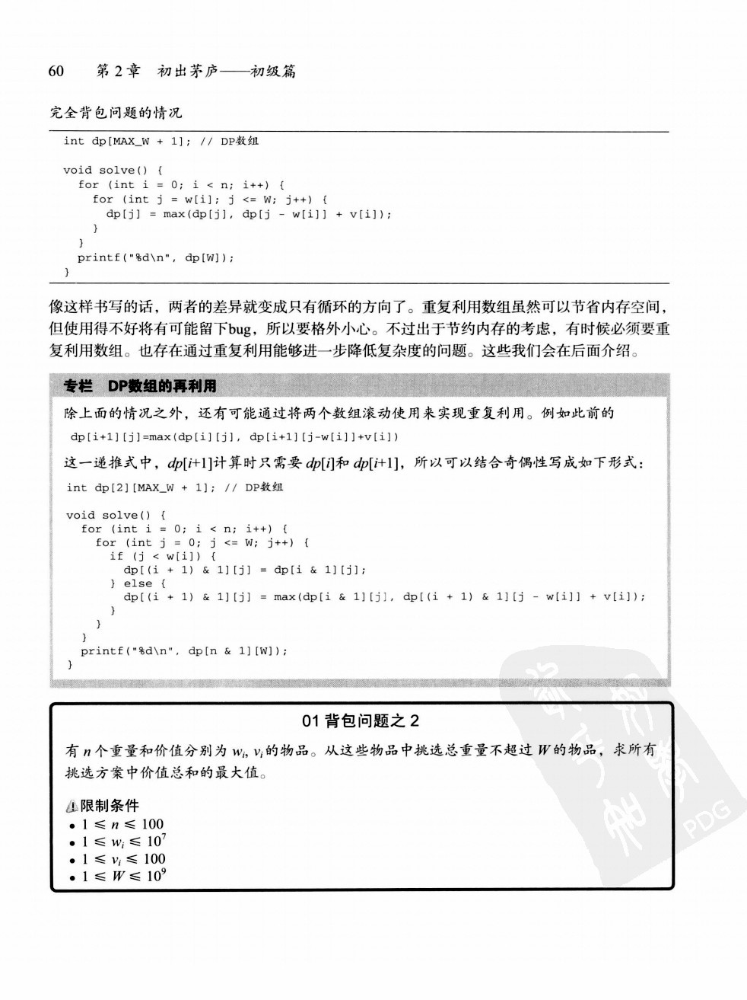 60 第2章 初出茅庐——初级篇
完全背包问题的情况
int dp[MAX_W + 1]; // DP数组
void solve() {
for (int i = 0; i < n; i++) {
for (int j = w[i]; j <= W; j++) {
dp[j] = max(dp[j], dp[j - w[i]] + v[i]);
}
}
printf("%d\n", dp[W]);
}
像这样书写的话，两者的差异就变成只有循环的方向了。重复利用数组虽然可以节省内存空间，
但使用得不好将有可能留下bug，所以要格外小心。不过出于节约内存的考虑，有时候必须要重
复利用数组。也存在通过重复利用能够进一步降低复杂度的问题。这些我们会在后面介绍。
专栏 DP数组的再利用
除上面的情况之外，还有可能通过将两个数组滚动使用来实现重复利用。例如此前的
dp[i+1][j]=max(dp[i][j], dp[i+1][j-w[i]]+v[i])
这一递推式中，dp[i+1]计算时只需要 dp[i]和 dp[i+1]，所以可以结合奇偶性写成如下形式：
int dp[2][MAX_W + 1]; // DP数组
void solve() {
for (int i = 0; i < n; i++) {
for (int j = 0; j <= W; j++) {
if (j < w[i]) {
dp[(i + 1) & 1][j] = dp[i & 1][j];
} else {
dp[(i + 1) & 1][j] = max(dp[i & 1][j], dp[(i + 1) & 1][j - w[i]] + v[i]);
}
}
}
printf("%d\n", dp[n & 1][W]);
}
01 背包问题之 2
有 n 个重量和价值分别为 wᵢ, vᵢ的物品。从这些物品中挑选总重量不超过 W 的物品，求所有
挑选方案中价值总和的最大值。
限制条件
• 1 ≤ n ≤ 100
• 1 ≤ wᵢ ≤ 10⁷
• 1 ≤ vᵢ ≤ 100
• 1 ≤ W ≤ 10⁹
PDG